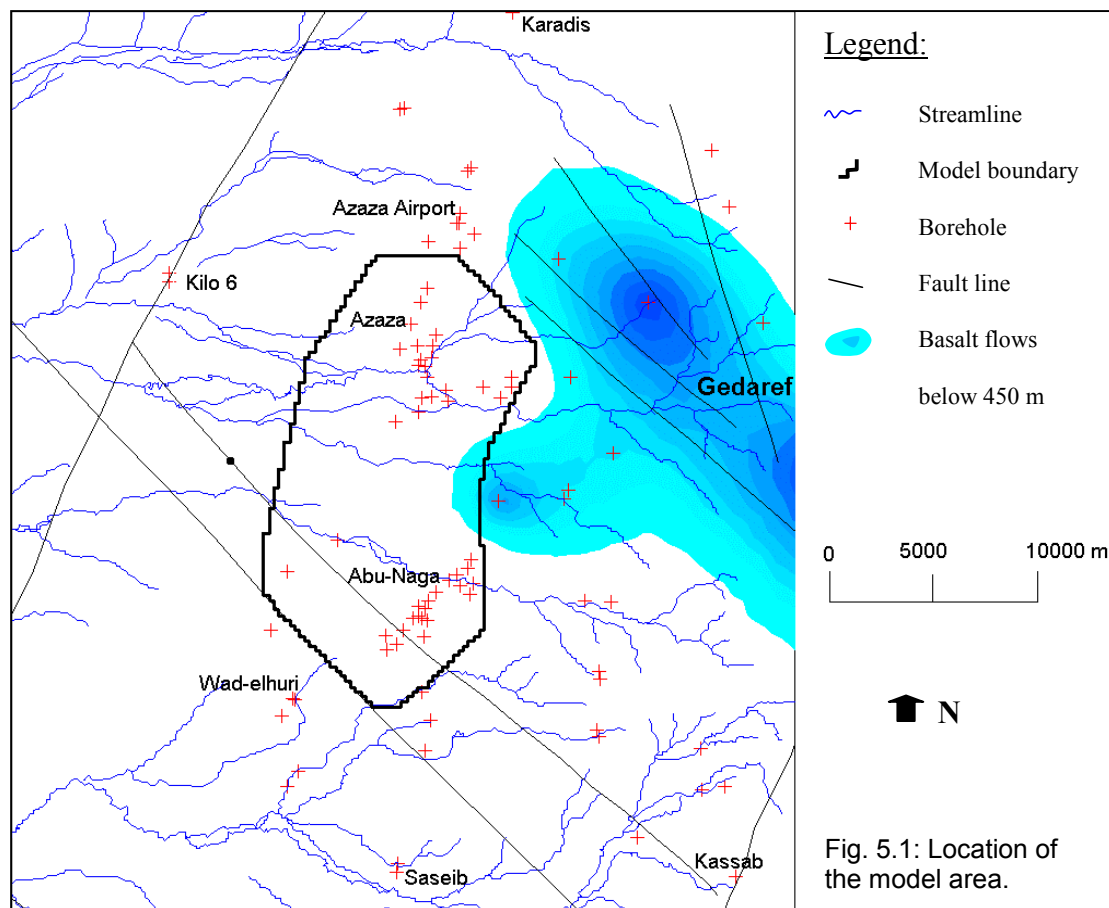 Karadis
Azaza Airport
Kilo 6
Azaza
Gedaref
Abu-Naga
Wad-elhuri
Saseib
Kassab
Legend:
Streamline
Model boundary
Borehole
Fault line
Basalt flows
below 450 m
0 5000 10000 m
N
Fig. 5.1: Location of
the model area.